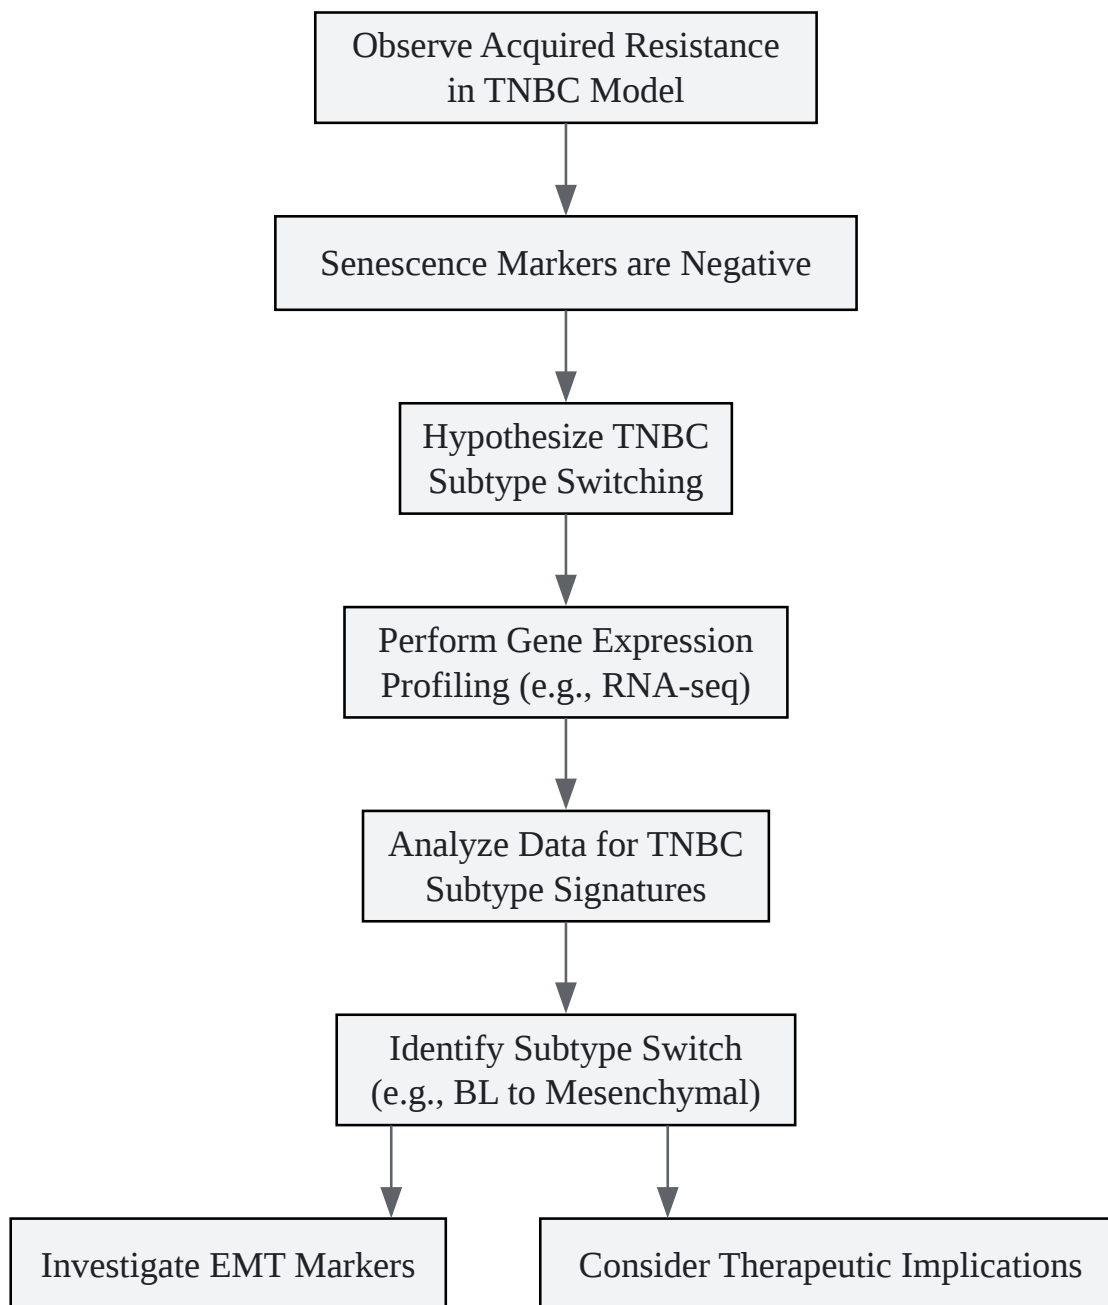 Observe Acquired Resistance
in TNBC Model
Senescence Markers are Negative
Hypothesize TNBC
Subtype Switching
Perform Gene Expression
Profiling (e.g., RNA-seq)
Analyze Data for TNBC
Subtype Signatures
Identify Subtype Switch
(e.g., BL to Mesenchymal)
Investigate EMT Markers
Consider Therapeutic Implications